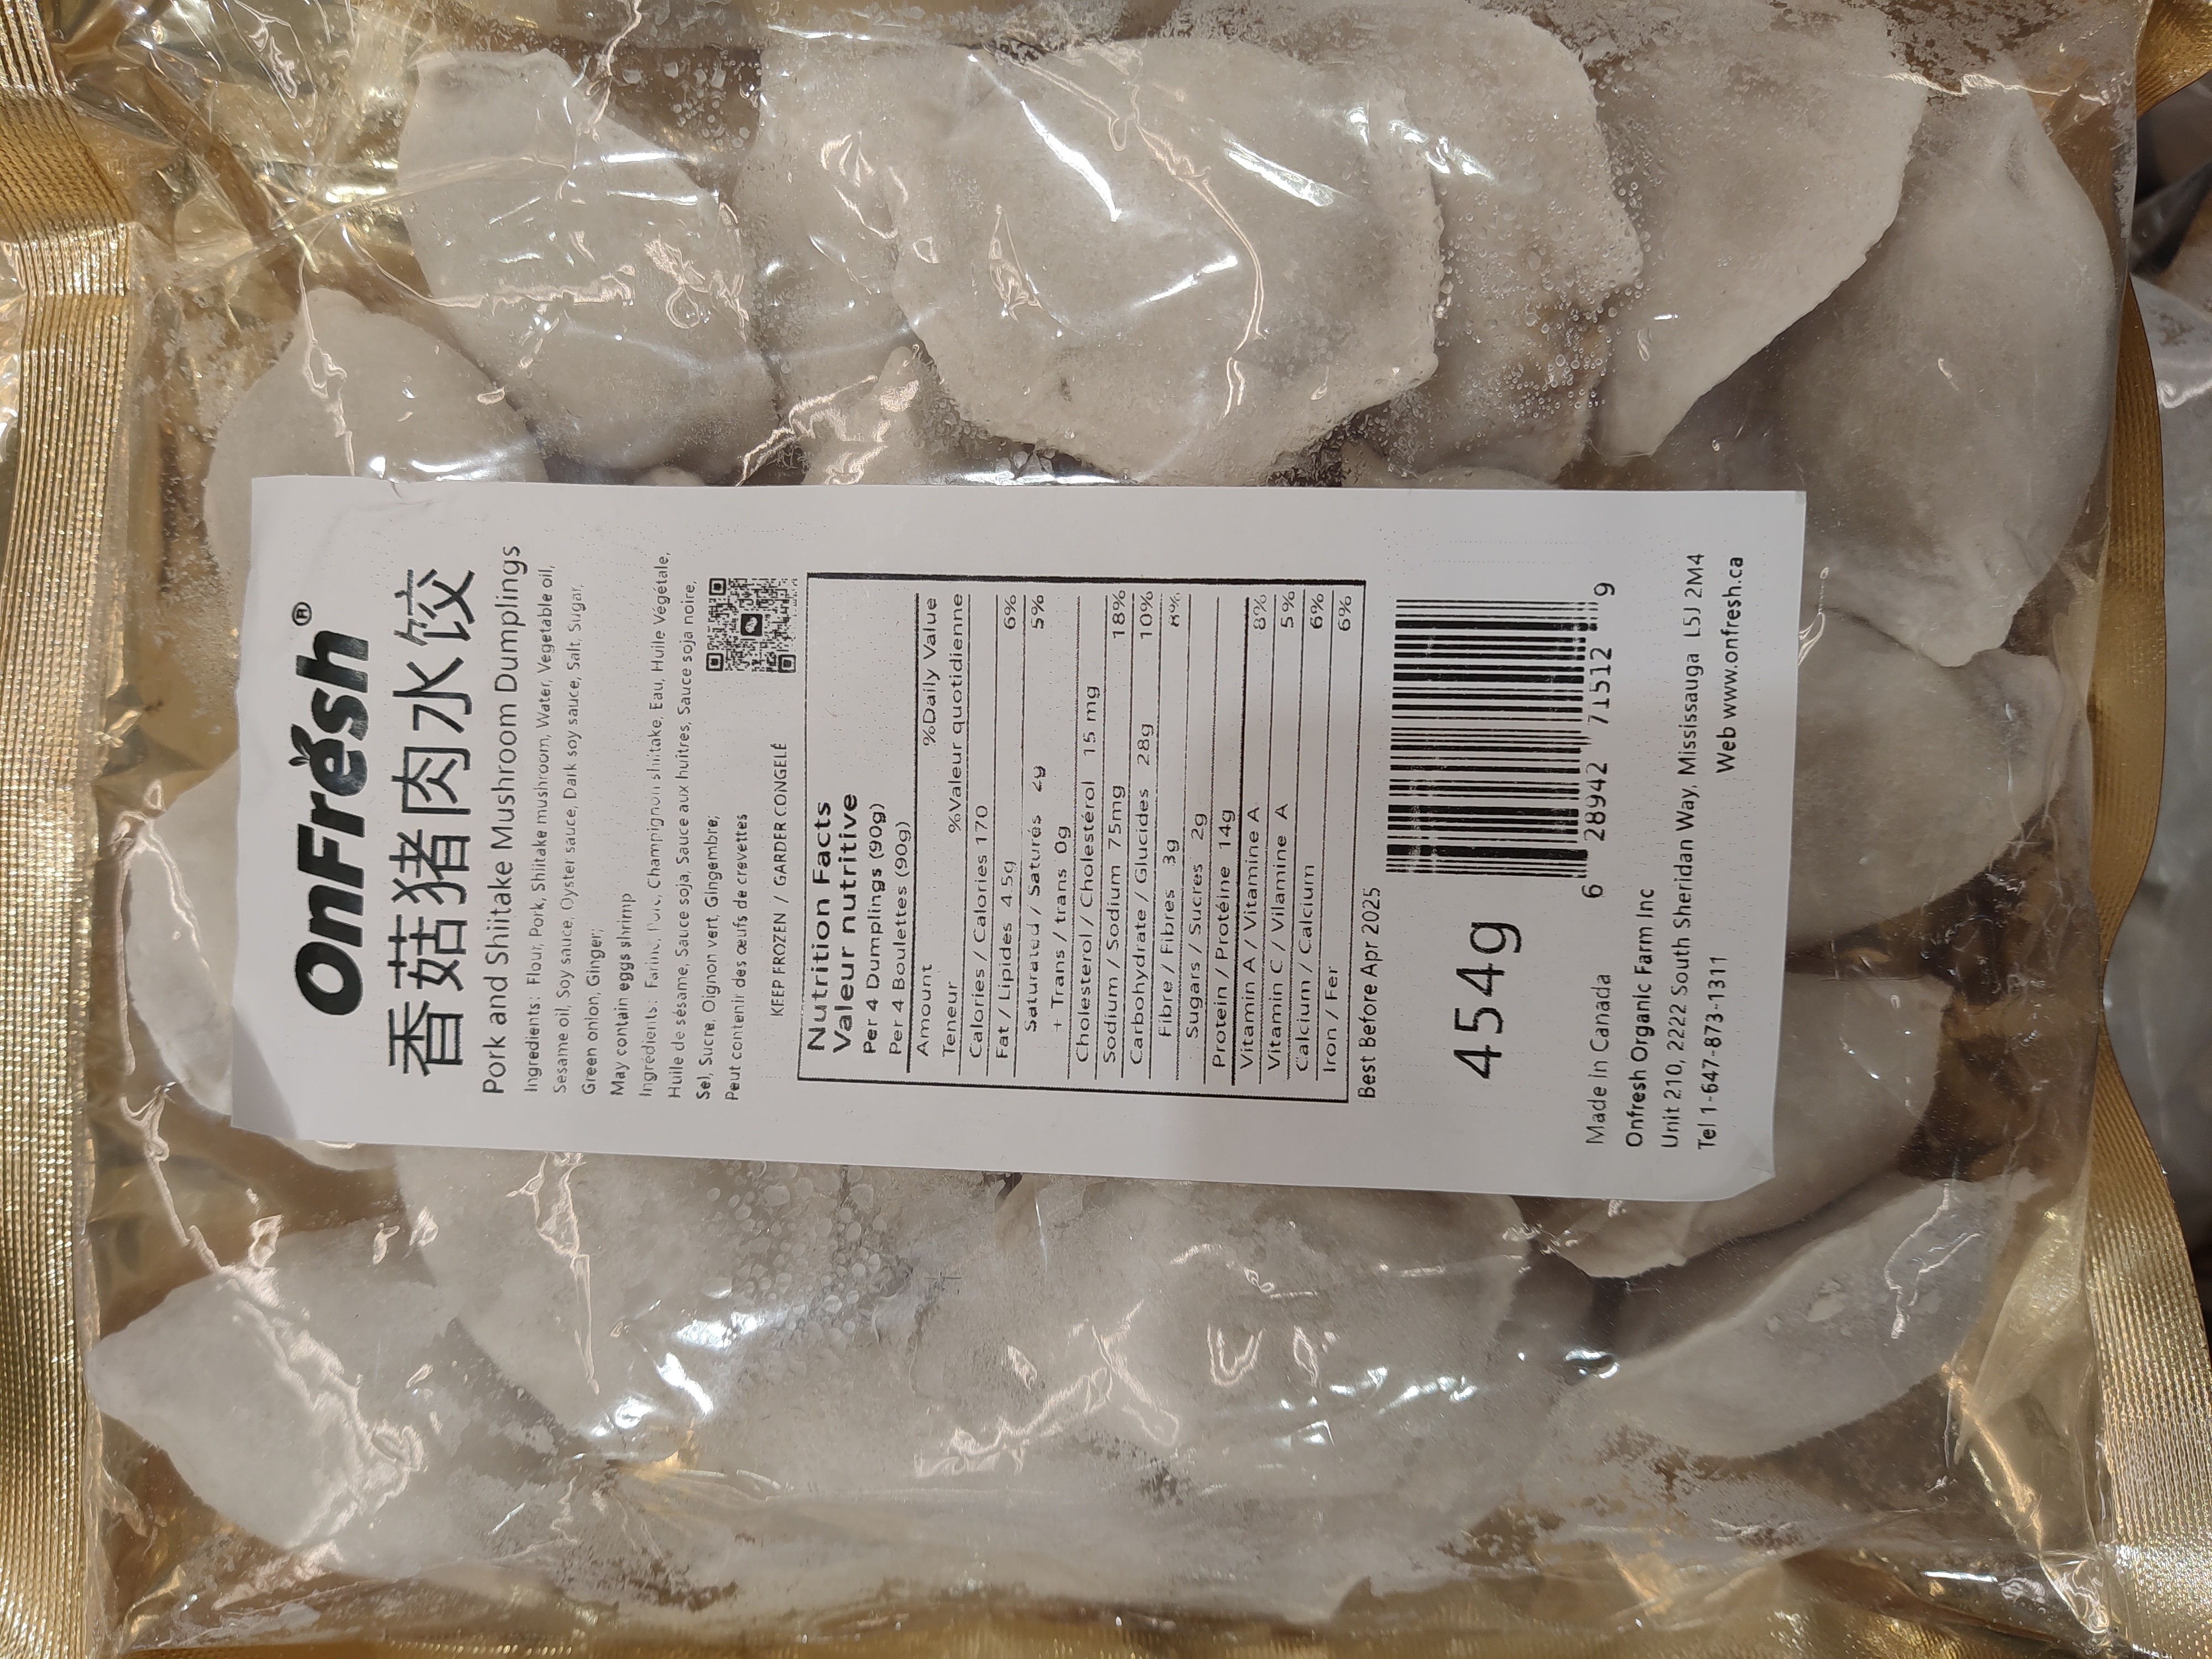 OnFresh®
香菇猪肉水饺
Pork and Shiitake Mushroom Dumplings
Ingredients: Flour, Pork, Shiitake mushroom, Water, Vegetable oil,
Sesame oil, Soy sauce, Oyster sauce, Dark soy sauce, Salt, Sugar,
Green onion, Ginger;
May contain eggs shrimp
Ingrédients: Farine, Porc, Champignon shiitake, Eau, Huile Végétale,
Huile de sésame, Sauce soja, Sauce aux huîtres, Sauce soja noire,
Sel, Sucre, Oignon vert, Gingembre;
Peut contenir des œufs de crevettes
KEEP FROZEN / GARDER CONGELÉ
Nutrition Facts
Valeur nutritive
Per 4 Dumplings (90g)
Per 4 Boulettes (90g)
Amount %Daily Value
Teneur %Valeur quotidienne
Calories / Calories 170
Fat / Lipides 4.5g 6%
Saturated / Saturés 2g 5%
+ Trans / trans 0g
Cholesterol / Cholestérol 15 mg
Sodium / Sodium 75mg 18%
Carbohydrate / Glucides 28g 10%
Fibre / Fibres 3g 8%
Sugars / Sucres 2g
Protein / Protéine 14g
Vitamin A / Vitamine A 8%
Vitamin C / Vilamine A 5%
Calcium / Calcium 6%
Iron / Fer 6%
Best Before Apr 2025
454g
6 28942 71512 9
Made in Canada
Onfresh Organic Farm Inc
Unit 210, 2222 South Sheridan Way, Mississauga L5J 2M4
Tel 1-647-873-1311 Web www.onfresh.ca